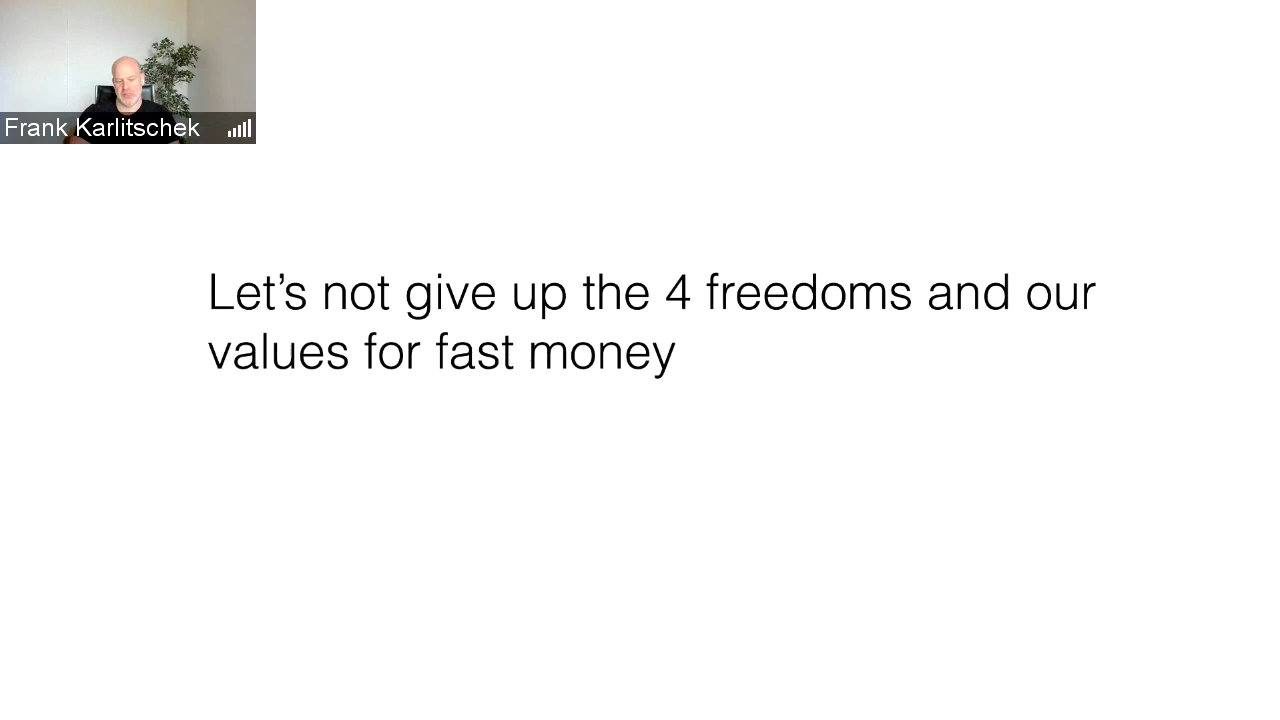 Frank Karlitschek
Let’s not give up the 4 freedoms and our
values for fast money